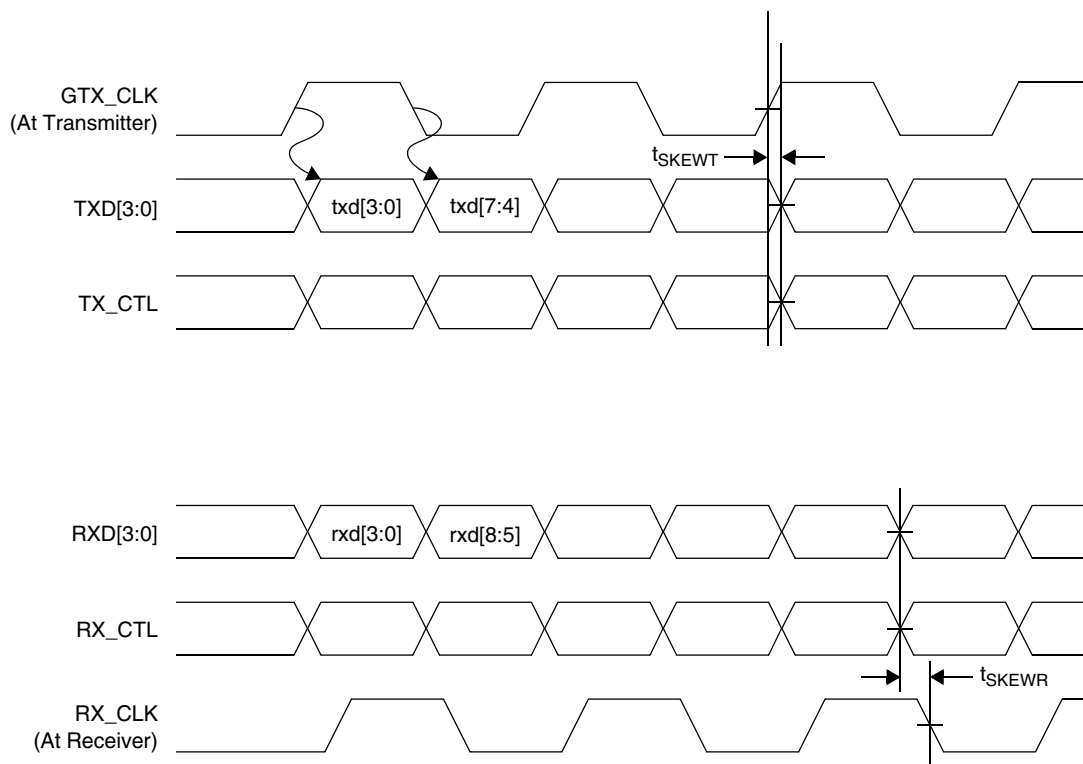 GTX_CLK
(At Transmitter)
tSKEWT
TXD[3:0]
txd[3:0]
txd[7:4]
TX_CTL
RXD[3:0]
rxd[3:0]
rxd[8:5]
RX_CTL
tSKEWR
RX_CLK
(At Receiver)